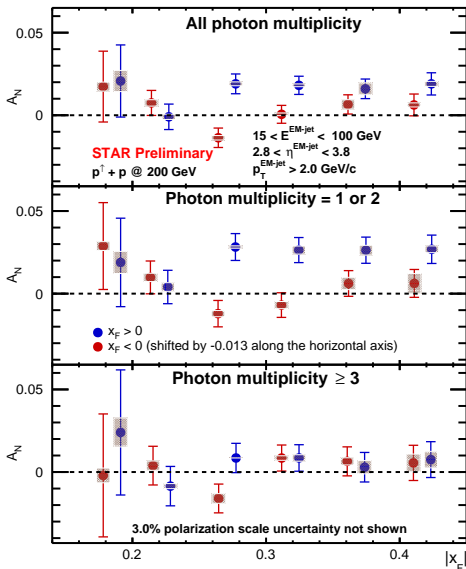 All photon multiplicity
A_N
0.05
0
15 < E^EM-jet < 100 GeV
STAR Preliminary
2.8 < η^EM-jet < 3.8
p↑ + p @ 200 GeV
p_T^EM-jet > 2.0 GeV/c
Photon multiplicity = 1 or 2
A_N
0.05
0
x_F > 0
x_F < 0 (shifted by -0.013 along the horizontal axis)
Photon multiplicity ≥ 3
A_N
0.05
0
3.0% polarization scale uncertainty not shown
0.2 0.3 0.4
|x_F|